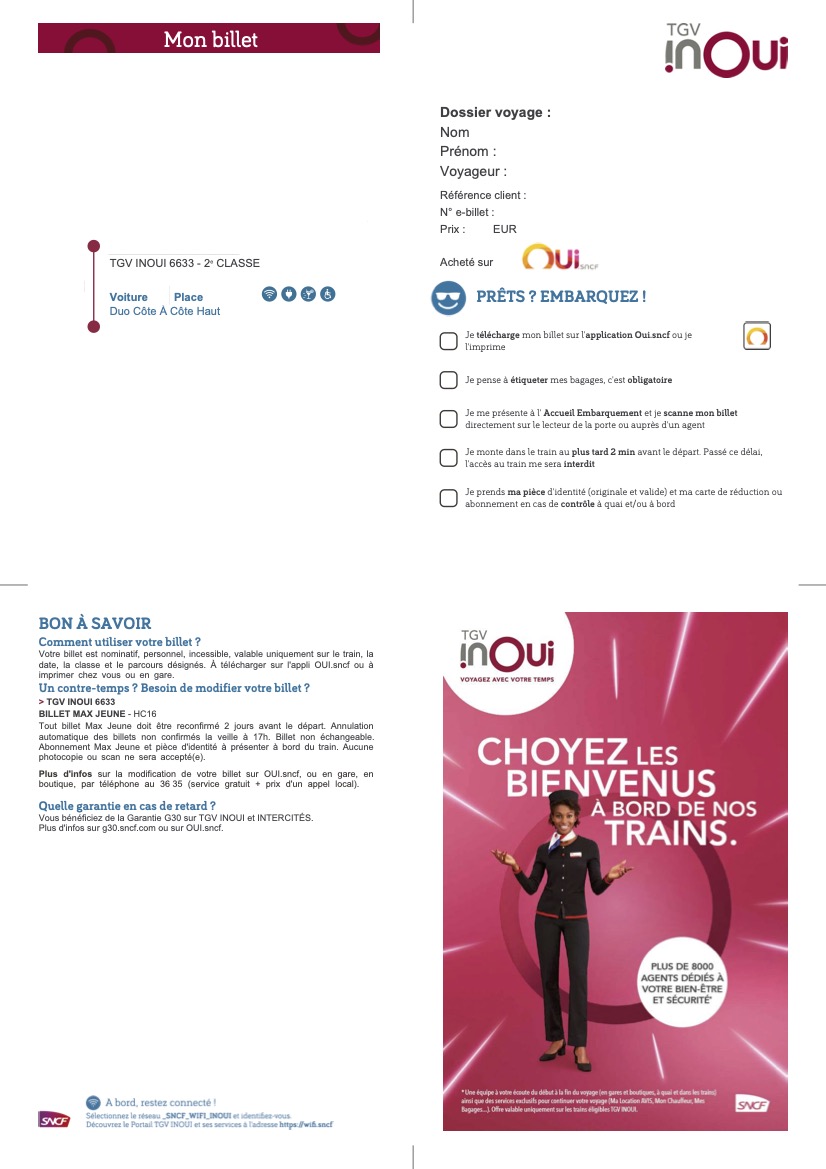 Mon billet
TGV INOUI 6633 - 2e CLASSE
Voiture Place
Duo Côte À Côte Haut
TGV
inOui
Dossier voyage :
Nom
Prénom :
Voyageur :
Référence client :
N° e-billet :
Prix : EUR
Acheté sur OUI.sncf
PRÊTS ? EMBARQUEZ !
Je télécharge mon billet sur l'application Oui.sncf ou je
l'imprime
Je pense à étiqueter mes bagages, c'est obligatoire
Je me présente à l' Accueil Embarquement et je scanne mon billet
directement sur le lecteur de la porte ou auprès d'un agent
Je monte dans le train au plus tard 2 min avant le départ. Passé ce délai,
l'accès au train me sera interdit
Je prends ma pièce d'identité (originale et valide) et ma carte de réduction ou
abonnement en cas de contrôle à quai et/ou à bord
BON À SAVOIR
Comment utiliser votre billet ?
Votre billet est nominatif, personnel, incessible, valable uniquement sur le train, la
date, la classe et le parcours désignés. À télécharger sur l'appli OUI.sncf ou à
imprimer chez vous ou en gare.
Un contre-temps ? Besoin de modifier votre billet ?
> TGV INOUI 6633
BILLET MAX JEUNE - HC16
Tout billet Max Jeune doit être reconfirmé 2 jours avant le départ. Annulation
automatique des billets non confirmés la veille à 17h. Billet non échangeable.
Abonnement Max Jeune et pièce d'identité à présenter à bord du train. Aucune
photocopie ou scan ne sera accepté(e).
Plus d'infos sur la modification de votre billet sur OUI.sncf, ou en gare, en
boutique, par téléphone au 36 35 (service gratuit + prix d'un appel local).
Quelle garantie en cas de retard ?
Vous bénéficiez de la Garantie G30 sur TGV INOUI et INTERCITÉS.
Plus d'infos sur g30.sncf.com ou sur OUI.sncf.
SNCF
A bord, restez connecté !
Sélectionnez le réseau _SNCF_WIFI_INOUI et identifiez-vous.
Découvrez le Portail TGV INOUI et ses services à l'adresse https://wifi.sncf
TGV
inOui
VOYAGEZ AVEC VOTRE TEMPS
CHOYEZ LES
BIENVENUS
À BORD DE NOS
TRAINS.
PLUS DE 8000
AGENTS DÉDIÉS À
VOTRE BIEN-ÊTRE
ET SÉCURITÉ*
* Une équipe à votre écoute du début à la fin du voyage (en gares et boutiques, à quai et dans les trains)
ainsi que des services exclusifs pour continuer votre voyage (Ma Location AVIS, Mon Chauffeur, Mes
Bagages...). Offre valable uniquement sur les trains éligibles TGV INOUI.
SNCF